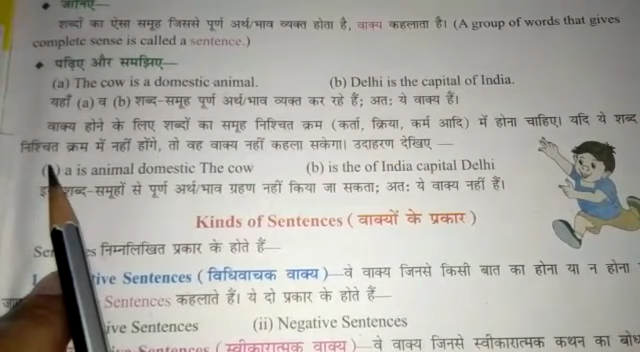 ◆ जानिए—
शब्दों का ऐसा समूह जिससे पूर्ण अर्थ/भाव व्यक्त होता है, वाक्य कहलाता है। (A group of words that gives
complete sense is called a sentence.)
◆ पढ़िए और समझिए—
(a) The cow is a domestic animal. (b) Delhi is the capital of India.
यहाँ (a) व (b) शब्द-समूह पूर्ण अर्थ/भाव व्यक्त कर रहे हैं; अतः ये वाक्य हैं।
वाक्य होने के लिए शब्दों का समूह निश्चित क्रम (कर्ता, क्रिया, कर्म आदि) में होना चाहिए। यदि ये शब्द
निश्चित क्रम में नहीं होंगे, तो वह वाक्य नहीं कहला सकेगा। उदाहरण देखिए —
a is animal domestic The cow (b) is the of India capital Delhi
शब्द-समूहों से पूर्ण अर्थ/भाव ग्रहण नहीं किया जा सकता; अतः ये वाक्य नहीं हैं।
Kinds of Sentences ( वाक्यों के प्रकार )
निम्नलिखित प्रकार के होते हैं—
tive Sentences ( विधिवाचक वाक्य )—वे वाक्य जिनसे किसी बात का होना या न होना
Sentences कहलाते हैं। ये दो प्रकार के होते हैं—
ive Sentences (ii) Negative Sentences
Sentences ( स्वीकारात्मक वाक्य )— वे वाक्य जिनसे स्वीकारात्मक कथन का बोध